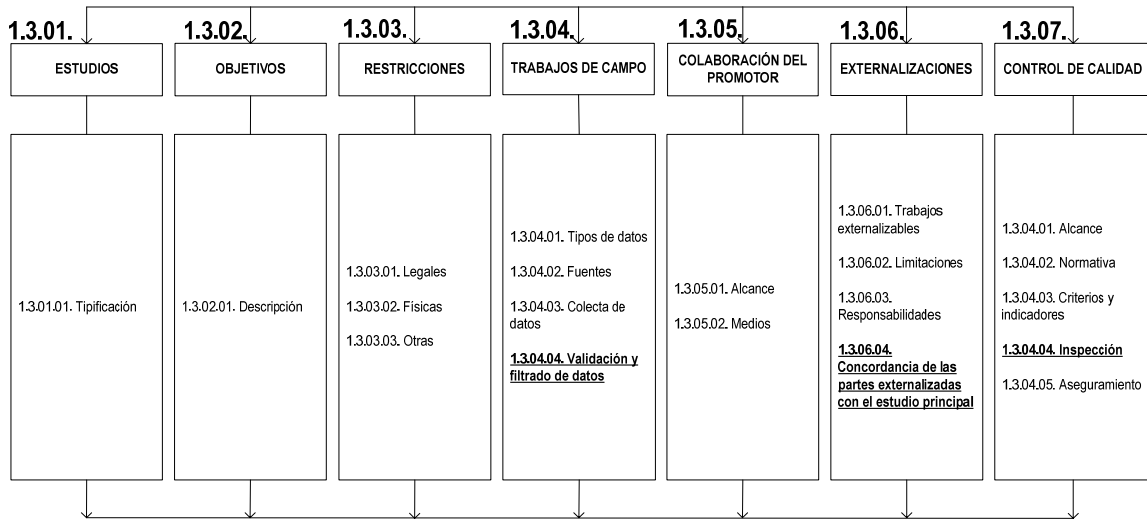 1.3.01.
ESTUDIOS
1.3.01.01. Tipificación
1.3.02.
OBJETIVOS
1.3.02.01. Descripción
1.3.03.
RESTRICCIONES
1.3.03.01. Legales
1.3.03.02. Físicas
1.3.03.03. Otras
1.3.04.
TRABAJOS DE CAMPO
1.3.04.01. Tipos de datos
1.3.04.02. Fuentes
1.3.04.03. Colecta de
datos
1.3.04.04. Validación y
filtrado de datos
1.3.05.
COLABORACIÓN DEL
PROMOTOR
1.3.05.01. Alcance
1.3.05.02. Medios
1.3.06.
EXTERNALIZACIONES
1.3.06.01. Trabajos
externalizables
1.3.06.02. Limitaciones
1.3.06.03.
Responsabilidades
1.3.06.04.
Concordancia de las
partes externalizadas
con el estudio principal
1.3.07.
CONTROL DE CALIDAD
1.3.04.01. Alcance
1.3.04.02. Normativa
1.3.04.03. Criterios y
indicadores
1.3.04.04. Inspección
1.3.04.05. Aseguramiento